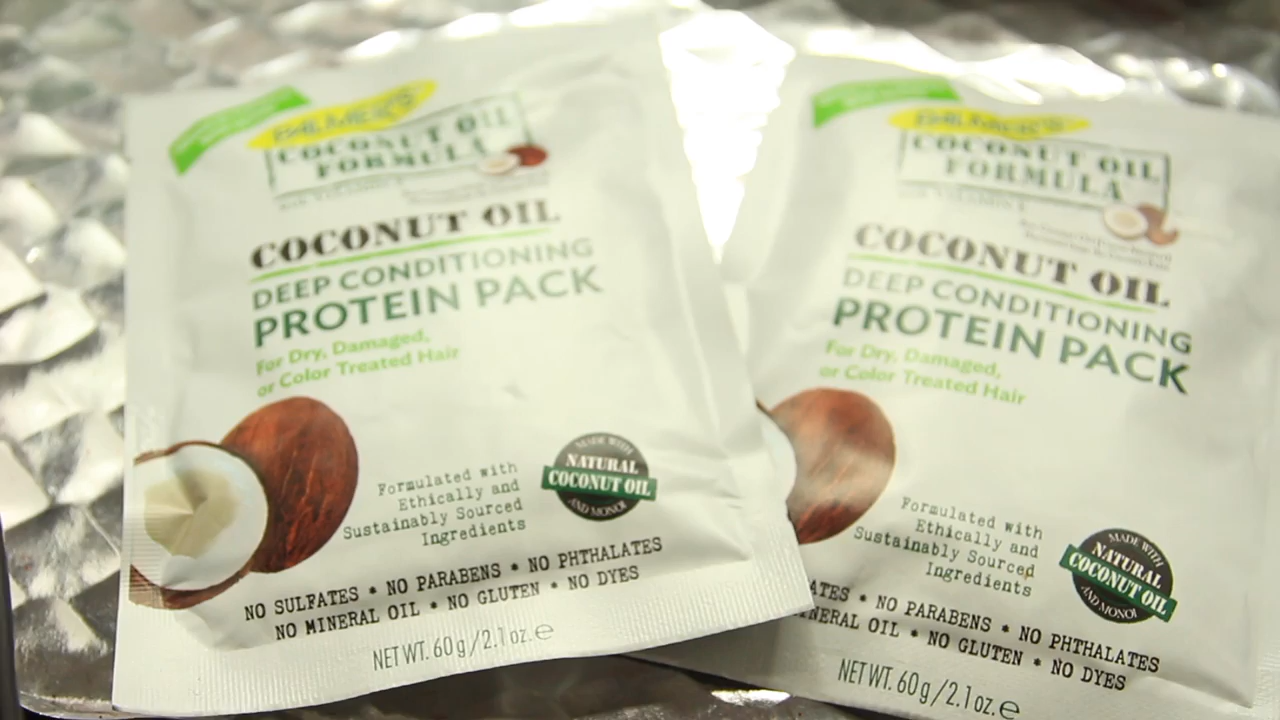 PALMER'S
COCONUT OIL
FORMULA
COCONUT OIL
DEEP CONDITIONING
PROTEIN PACK
For Dry, Damaged,
or Color Treated Hair
Formulated with
Ethically and
Sustainably Sourced
Ingredients
MADE WITH
NATURAL
COCONUT OIL
AND MONOI
NO SULFATES * NO PARABENS * NO PHTHALATES
NO MINERAL OIL * NO GLUTEN * NO DYES
NET WT. 60g/2.1oz.℮
PALMER'S
COCONUT OIL
FORMULA
COCONUT OIL
DEEP CONDITIONING
PROTEIN PACK
For Dry, Damaged,
or Color Treated Hair
Formulated with
Ethically and
Sustainably Sourced
Ingredients
MADE WITH
NATURAL
COCONUT OIL
AND MONOI
ATES * NO PARABENS * NO PHTHALATES
NERAL OIL * NO GLUTEN * NO DYES
NET WT. 60g/2.1oz.℮